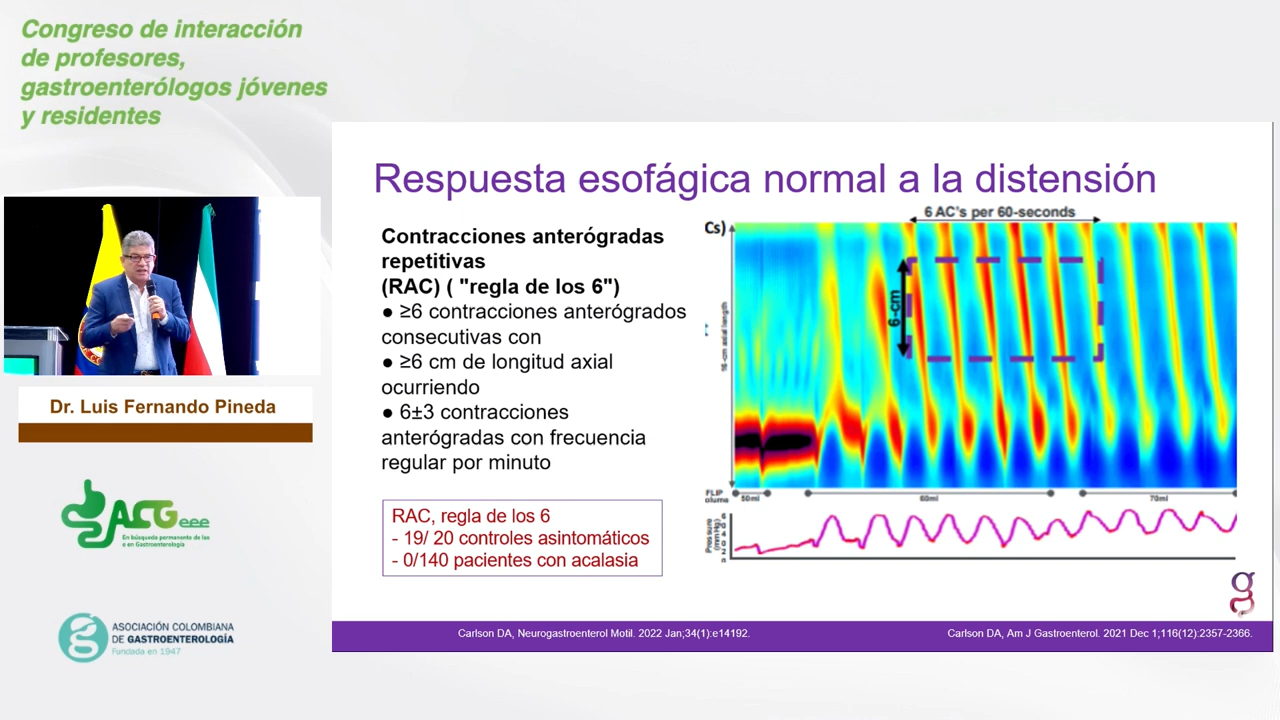 Congreso de interacción
de profesores,
gastroenterólogos jóvenes
y residentes
Dr. Luis Fernando Pineda
ACGeee
En búsqueda permanente de los
e en Gastroenterología
ASOCIACIÓN COLOMBIANA
DE GASTROENTEROLOGÍA
Fundada en 1947
Respuesta esofágica normal a la distensión
Contracciones anterógradas
repetitivas
(RAC) ( "regla de los 6")
● ≥6 contracciones anterógrados
consecutivas con
● ≥6 cm de longitud axial
ocurriendo
● 6±3 contracciones
anterógradas con frecuencia
regular por minuto
RAC, regla de los 6
- 19/ 20 controles asintomáticos
- 0/140 pacientes con acalasia
6 AC's per 60-seconds
Cs)
6-cm
16-cm axial length
FLIP
50ml
60ml
70ml
Pressure
(mmHg)
Carlson DA, Neurogastroenterol Motil. 2022 Jan;34(1):e14192.
Carlson DA, Am J Gastroenterol. 2021 Dec 1;116(12):2357-2366.